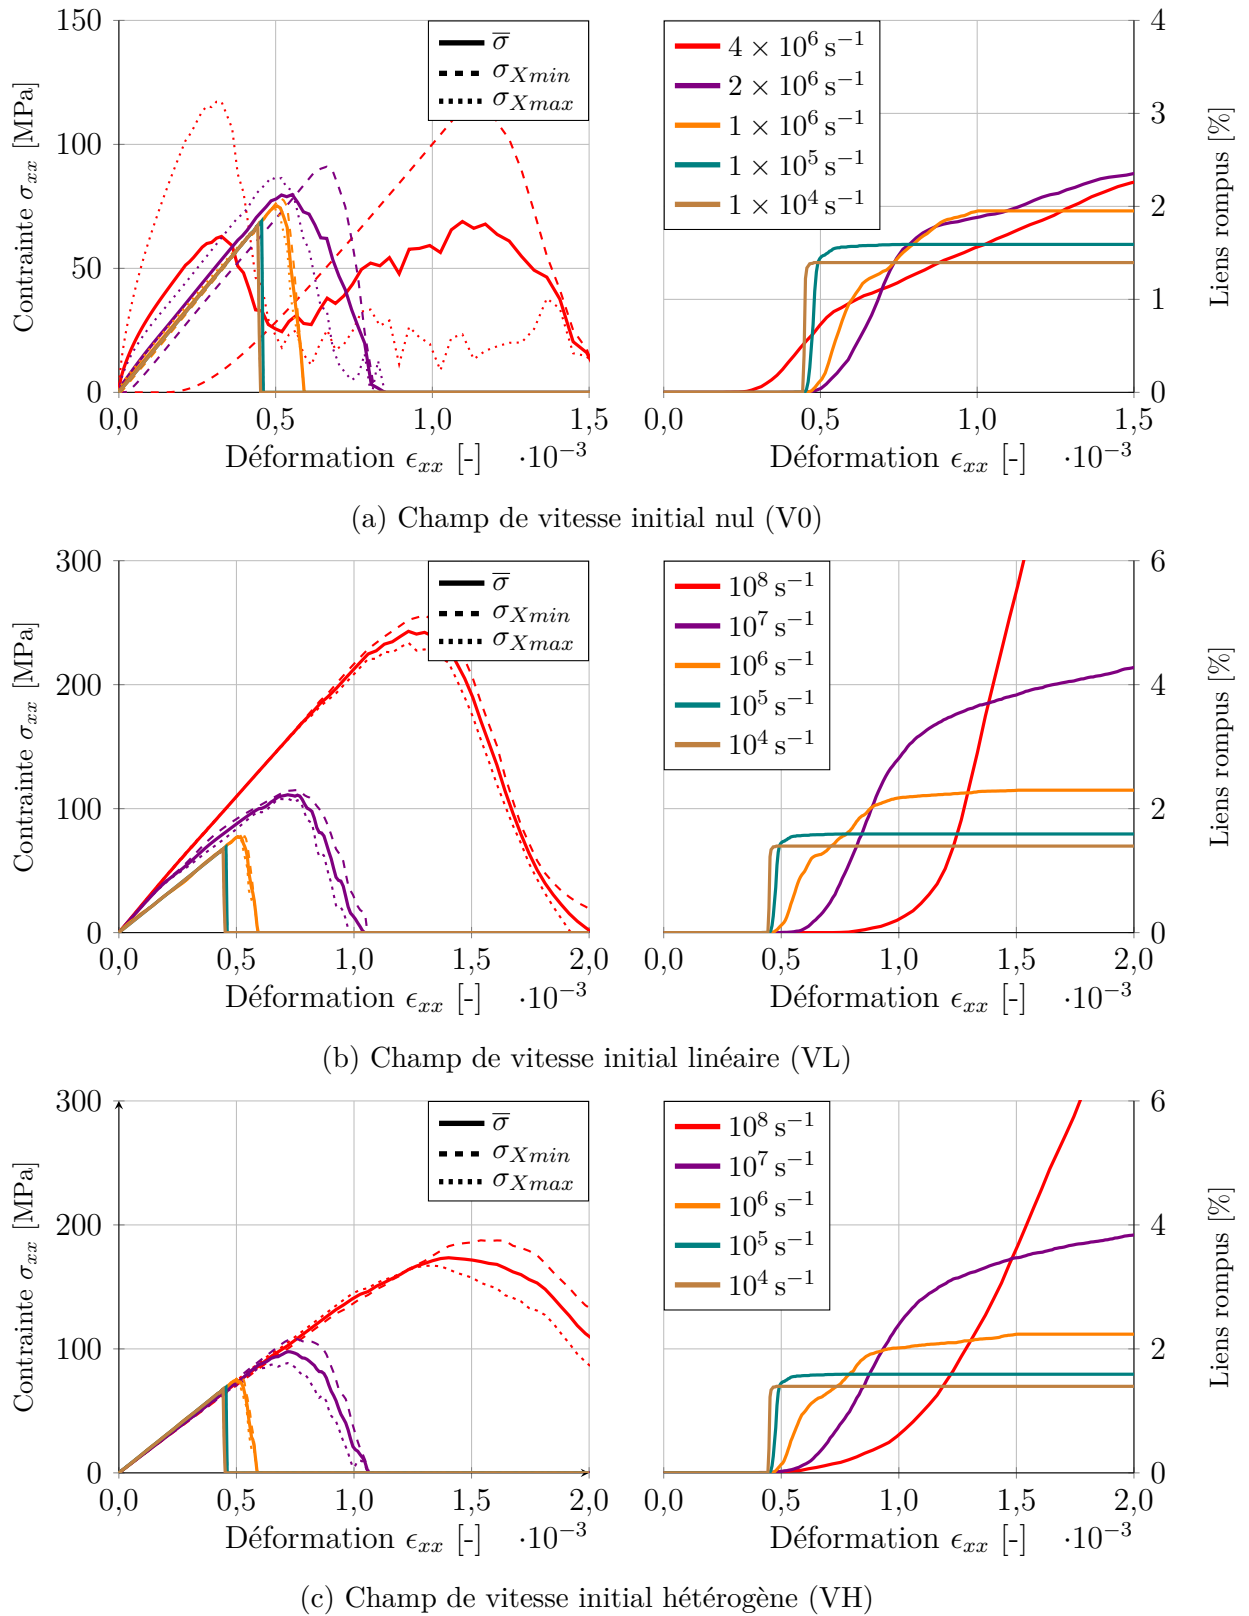 150
100
50
0
Contrainte σxx [MPa]
σ̅
σXmin
σXmax
0,0 0,5 1,0 1,5
Déformation ϵxx [-] ·10⁻³
4 × 10⁶ s⁻¹
2 × 10⁶ s⁻¹
1 × 10⁶ s⁻¹
1 × 10⁵ s⁻¹
1 × 10⁴ s⁻¹
4
3
2
1
0
Liens rompus [%]
0,0 0,5 1,0 1,5
Déformation ϵxx [-] ·10⁻³
(a) Champ de vitesse initial nul (V0)
300
200
100
0
Contrainte σxx [MPa]
σ̅
σXmin
σXmax
0,0 0,5 1,0 1,5 2,0
Déformation ϵxx [-] ·10⁻³
10⁸ s⁻¹
10⁷ s⁻¹
10⁶ s⁻¹
10⁵ s⁻¹
10⁴ s⁻¹
6
4
2
0
Liens rompus [%]
0,0 0,5 1,0 1,5 2,0
Déformation ϵxx [-] ·10⁻³
(b) Champ de vitesse initial linéaire (VL)
300
200
100
0
Contrainte σxx [MPa]
σ̅
σXmin
σXmax
0,0 0,5 1,0 1,5 2,0
Déformation ϵxx [-] ·10⁻³
10⁸ s⁻¹
10⁷ s⁻¹
10⁶ s⁻¹
10⁵ s⁻¹
10⁴ s⁻¹
6
4
2
0
Liens rompus [%]
0,0 0,5 1,0 1,5 2,0
Déformation ϵxx [-] ·10⁻³
(c) Champ de vitesse initial hétérogène (VH)